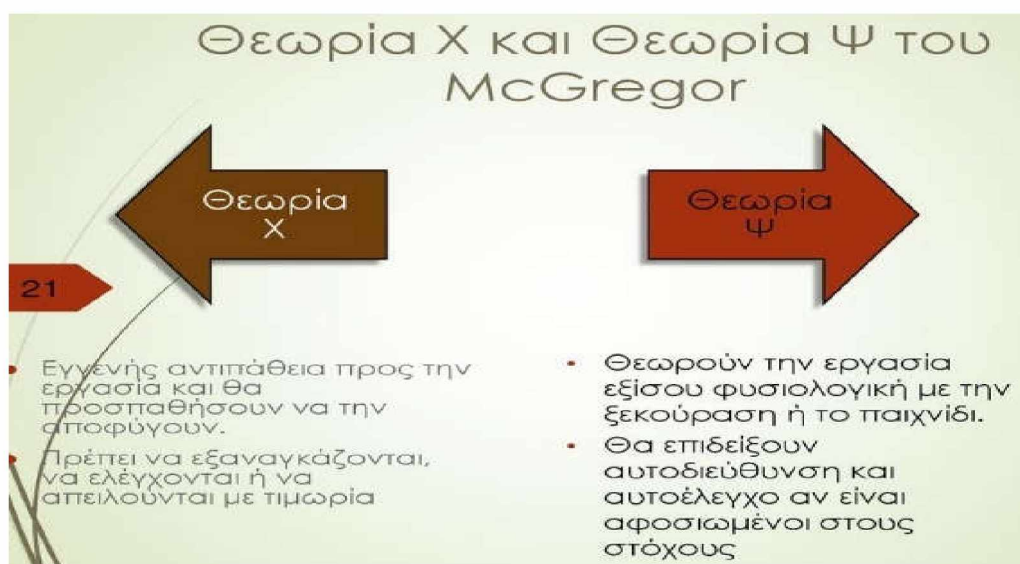 Θεωρία Χ και Θεωρία Ψ του
McGregor
Θεωρία
Χ
Θεωρία
Ψ
21
• Εγγενής αντιπάθεια προς την
εργασία και θα
προσπαθήσουν να την
αποφύγουν.
• Πρέπει να εξαναγκάζονται,
να ελέγχονται ή να
απειλούνται με τιμωρία
• Θεωρούν την εργασία
εξίσου φυσιολογική με την
ξεκούραση ή το παιχνίδι.
• Θα επιδείξουν
αυτοδιεύθυνση και
αυτοέλεγχο αν είναι
αφοσιωμένοι στους
στόχους